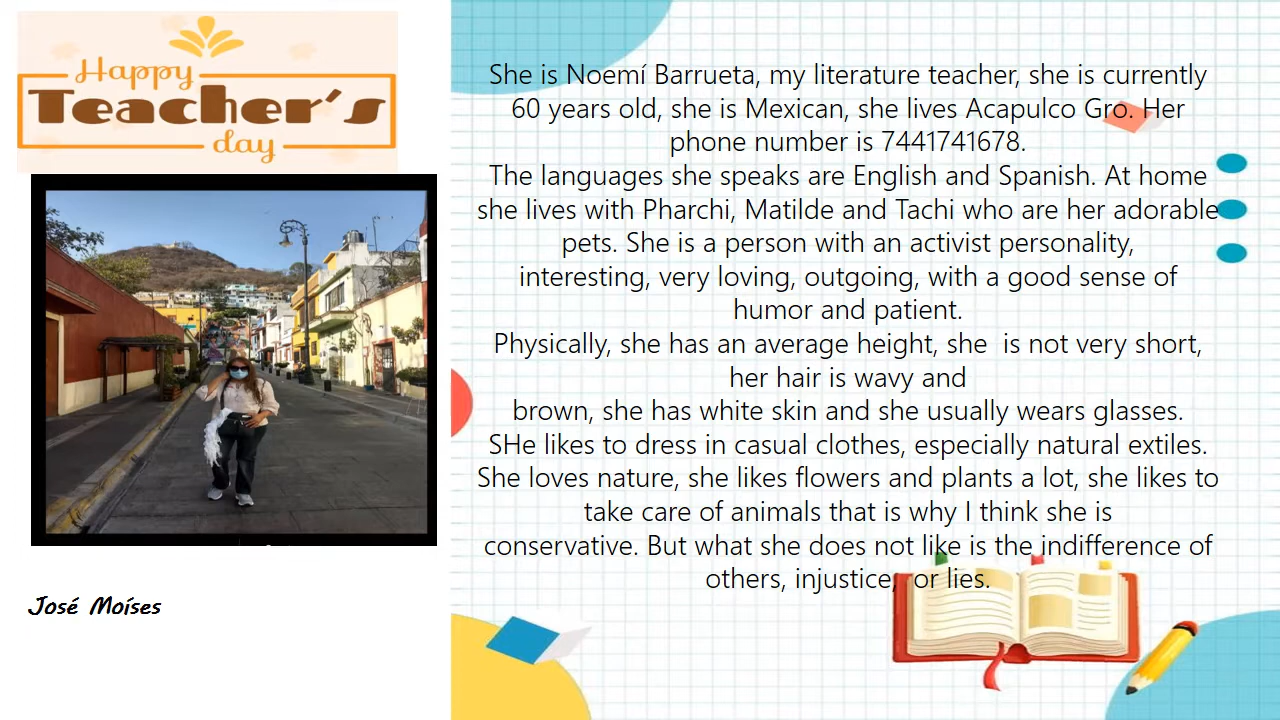 Happy
Teacher's
day
She is Noemí Barrueta, my literature teacher, she is currently
60 years old, she is Mexican, she lives Acapulco Gro. Her
phone number is 7441741678.
The languages she speaks are English and Spanish. At home
she lives with Pharchi, Matilde and Tachi who are her adorable
pets. She is a person with an activist personality,
interesting, very loving, outgoing, with a good sense of
humor and patient.
Physically, she has an average height, she is not very short,
her hair is wavy and
brown, she has white skin and she usually wears glasses.
SHe likes to dress in casual clothes, especially natural extiles.
She loves nature, she likes flowers and plants a lot, she likes to
take care of animals that is why I think she is
conservative. But what she does not like is the indifference of
others, injustice, or lies.
José Moíses